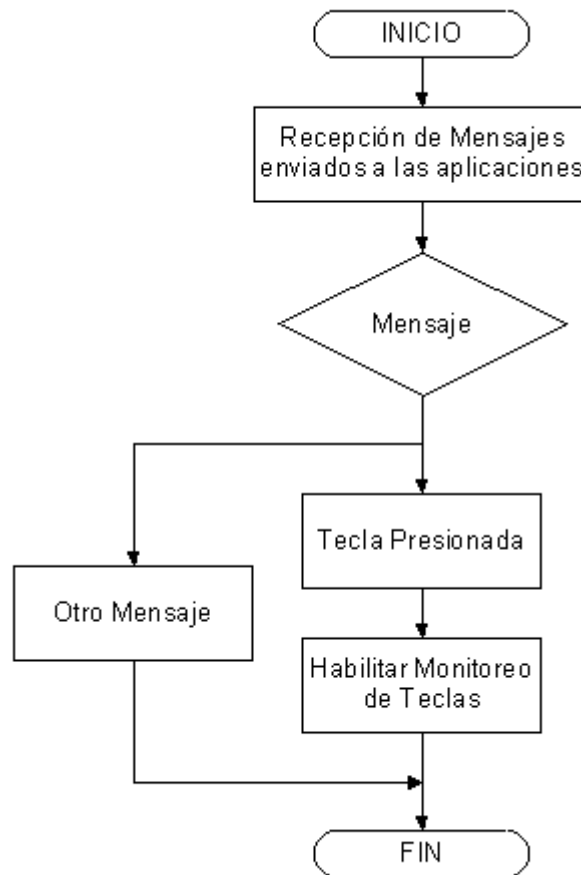 INICIO
Recepción de Mensajes
enviados a las aplicaciones
Mensaje
Tecla Presionada
Otro Mensaje
Habilitar Monitoreo
de Teclas
FIN